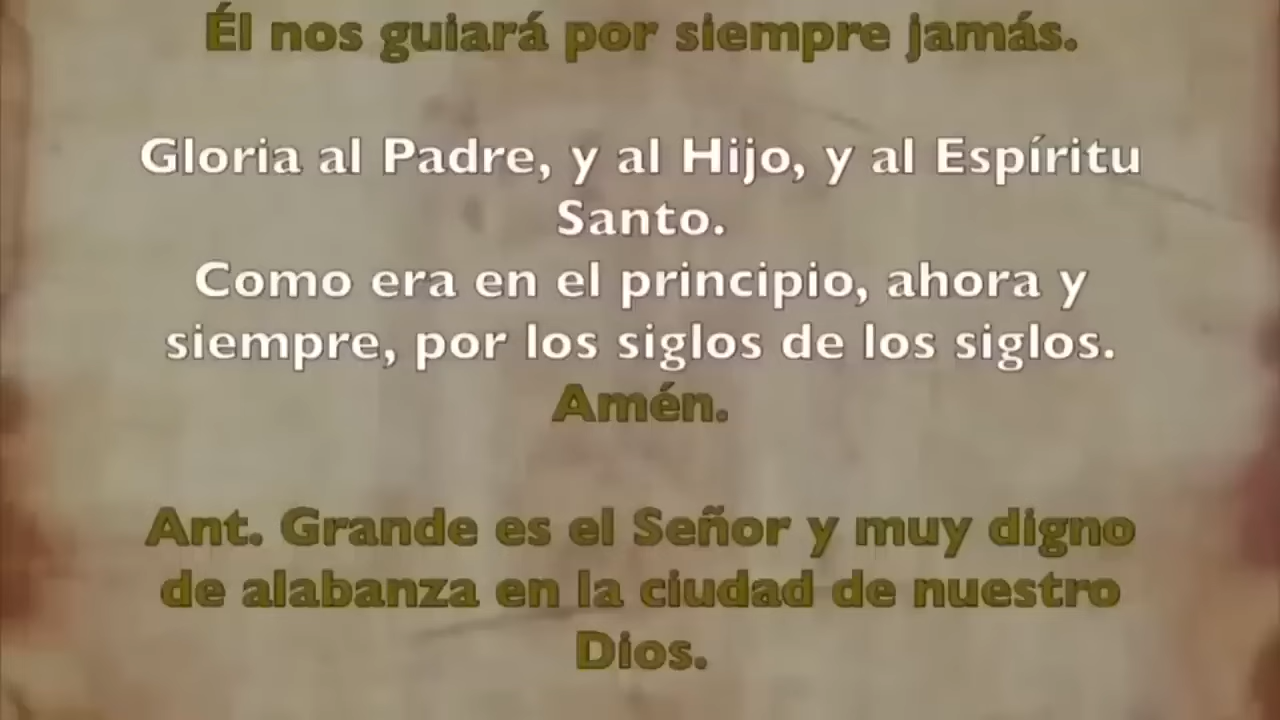 Él nos guiará por siempre jamás.
Gloria al Padre, y al Hijo, y al Espíritu
Santo.
Como era en el principio, ahora y
siempre, por los siglos de los siglos.
Amén.
Ant. Grande es el Señor y muy digno
de alabanza en la ciudad de nuestro
Dios.